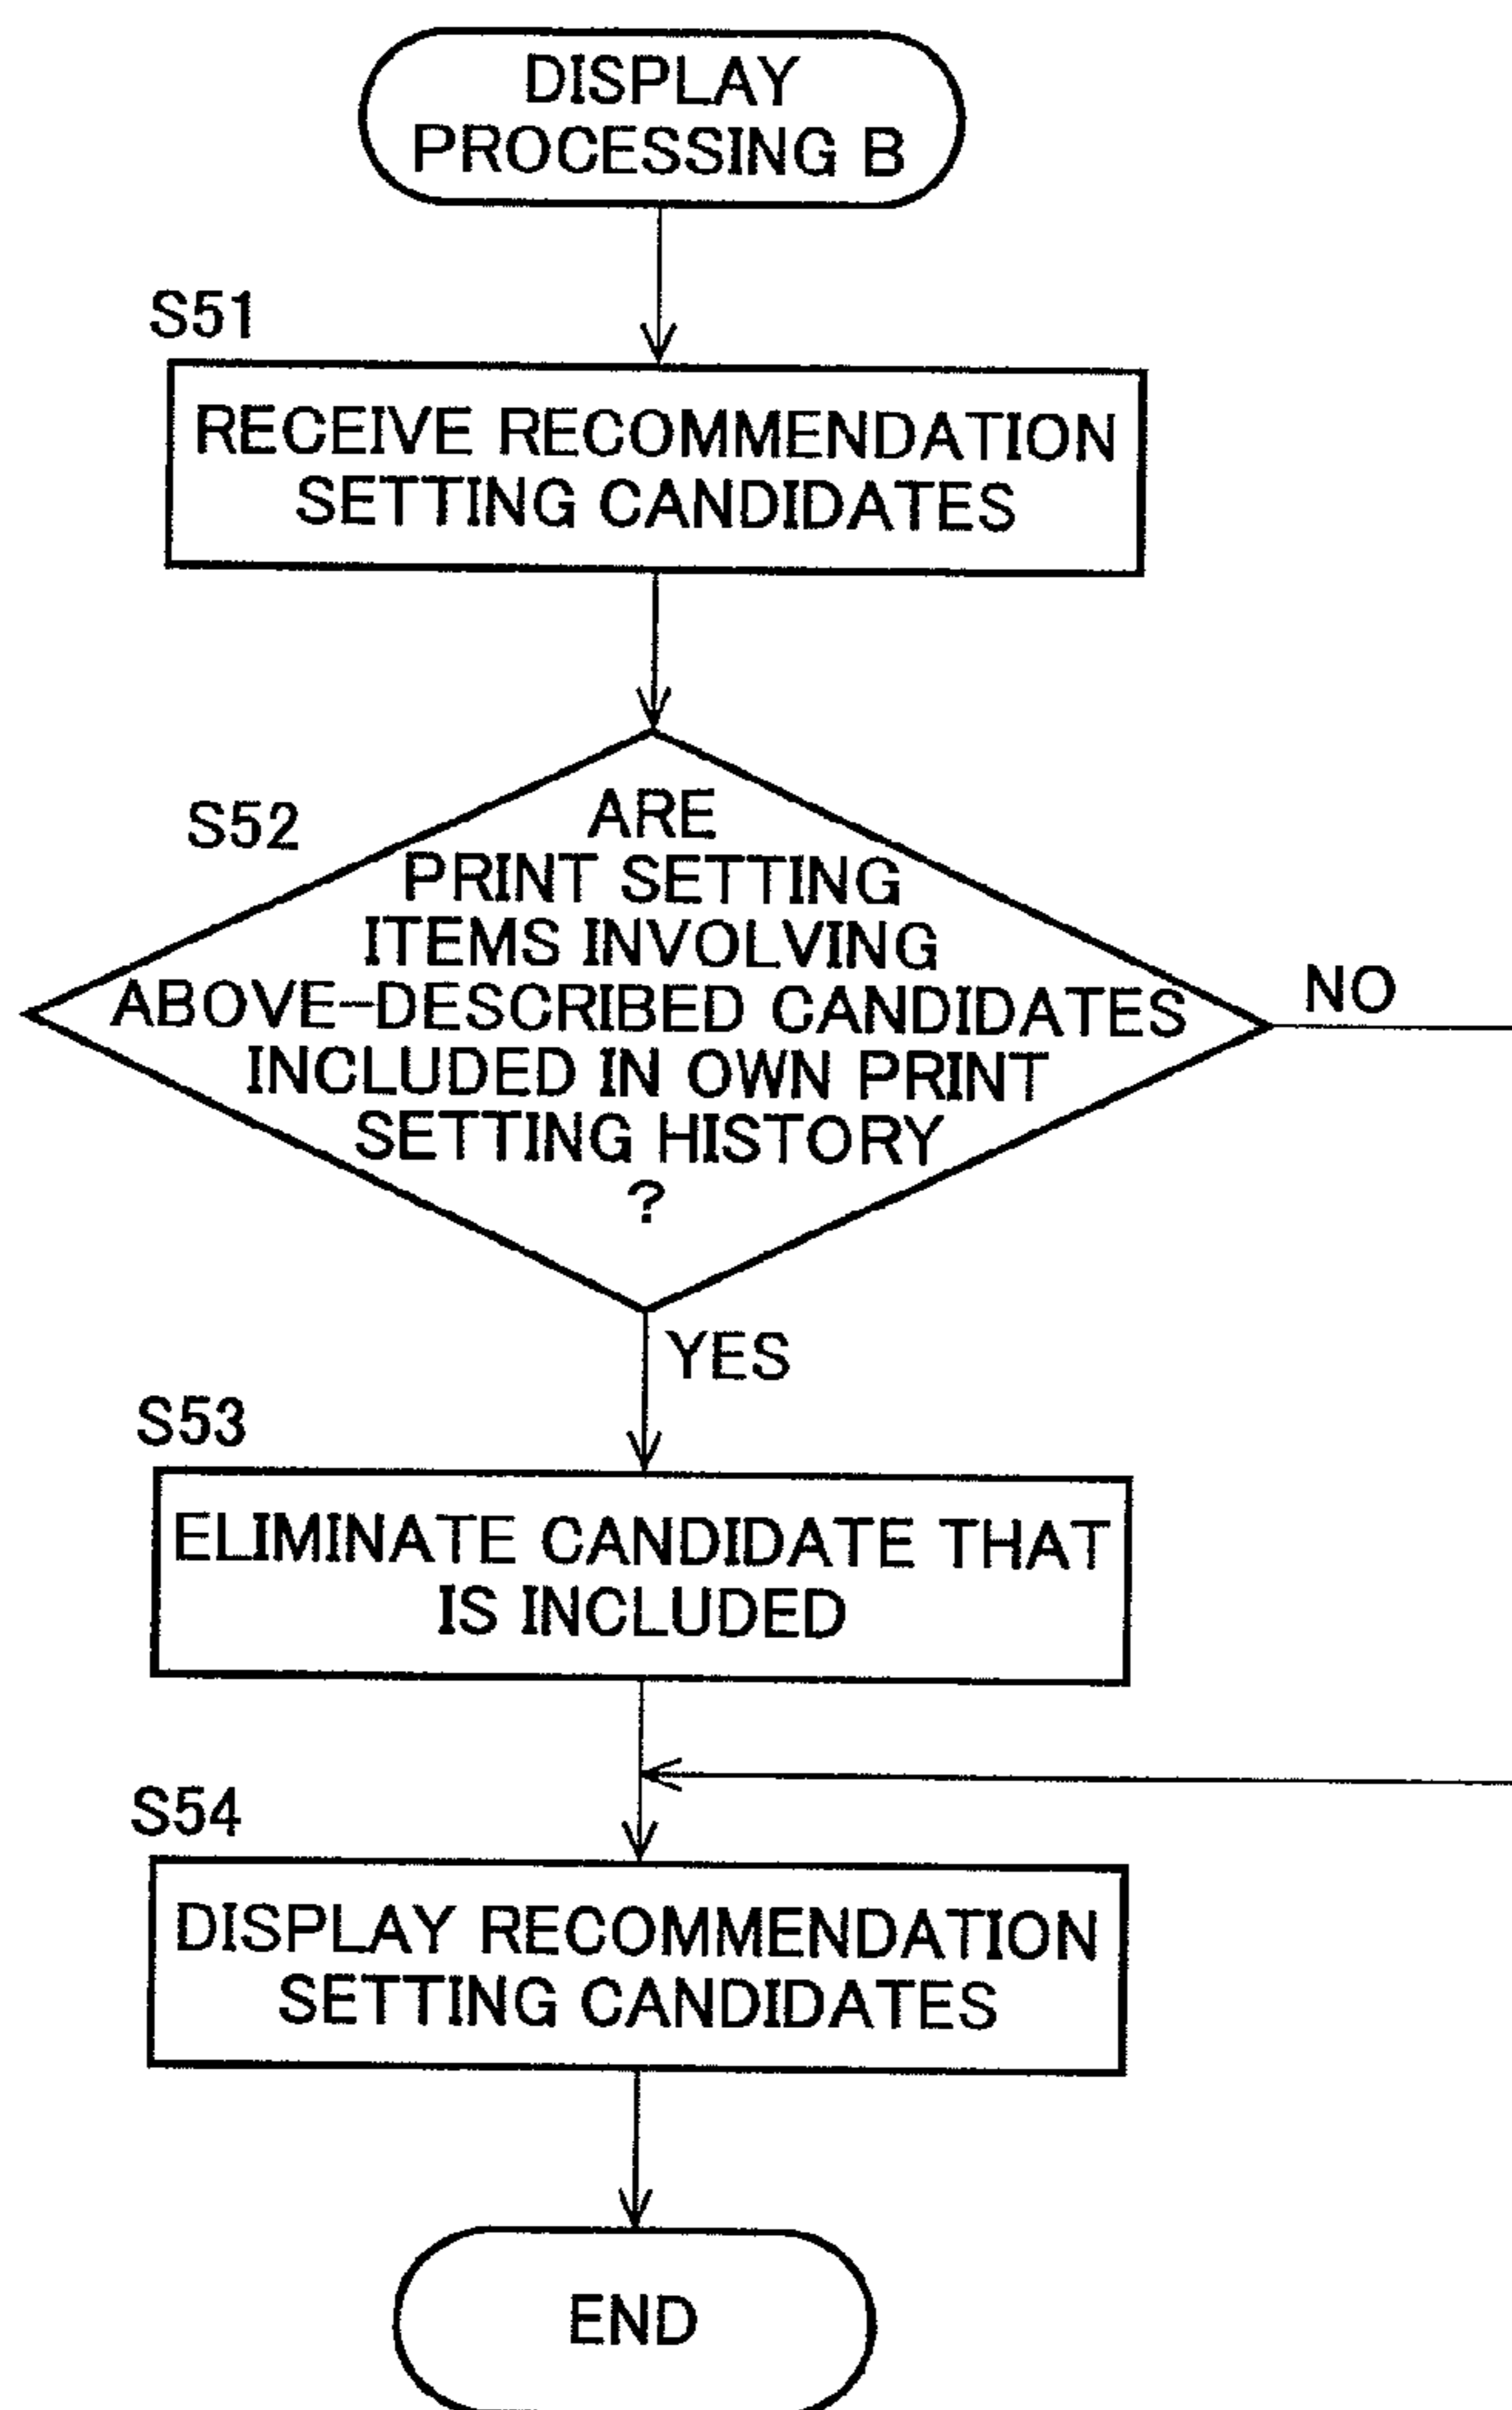 DISPLAY
PROCESSING B
S51
RECEIVE RECOMMENDATION
SETTING CANDIDATES
S52
ARE
PRINT SETTING
ITEMS INVOLVING
ABOVE-DESCRIBED CANDIDATES
INCLUDED IN OWN PRINT
SETTING HISTORY
?
NO
YES
S53
ELIMINATE CANDIDATE THAT
IS INCLUDED
S54
DISPLAY RECOMMENDATION
SETTING CANDIDATES
END